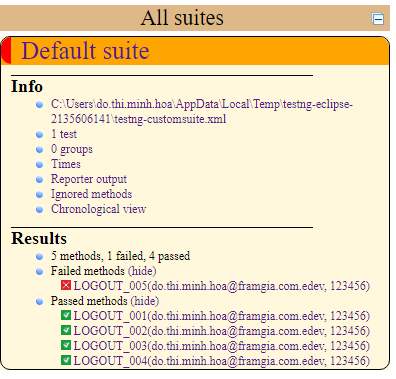 All suites
Default suite
Info
C:\Users\do.thi.minh.hoa\AppData\Local\Temp\testng-eclipse-
2135606141\testng-customsuite.xml
1 test
0 groups
Times
Reporter output
Ignored methods
Chronological view
Results
5 methods, 1 failed, 4 passed
Failed methods (hide)
LOGOUT_005(do.thi.minh.hoa@framgia.com.edev, 123456)
Passed methods (hide)
LOGOUT_001(do.thi.minh.hoa@framgia.com.edev, 123456)
LOGOUT_002(do.thi.minh.hoa@framgia.com.edev, 123456)
LOGOUT_003(do.thi.minh.hoa@framgia.com.edev, 123456)
LOGOUT_004(do.thi.minh.hoa@framgia.com.edev, 123456)